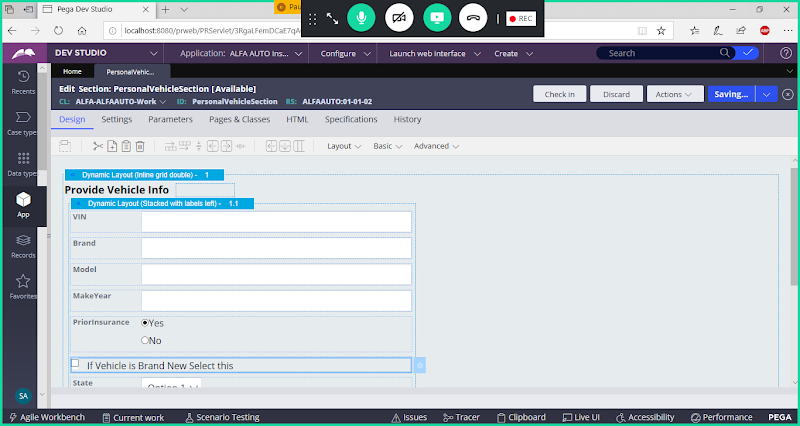 Pega Dev Studio
Pau
REC
localhost:8080/prweb/PRServlet/3RgaLFemDCaE7qA
DEV STUDIO
Application: ALFA AUTO Ins...
Configure
Launch web interface
Create
Search
Home
PersonalVehic...
Recents
Edit Section: PersonalVehicleSection [Available]
CL: ALFA-ALFAAUTO-Work
ID: PersonalVehicleSection
RS: ALFAAUTO:01-01-02
Check in
Discard
Actions
Saving...
Case types
Design
Settings
Parameters
Pages & Classes
HTML
Specifications
History
Layout
Basic
Advanced
Data types
Dynamic Layout (Inline grid double) - 1
Provide Vehicle Info
Dynamic Layout (Stacked with labels left) - 1.1
App
VIN
Brand
Records
Model
Favorites
MakeYear
PriorInsurance
Yes
No
If Vehicle is Brand New Select this
State
Option 1
SA
Agile Workbench
Current work
Scenario Testing
Issues
Tracer
Clipboard
Live UI
Accessibility
Performance
PEGA